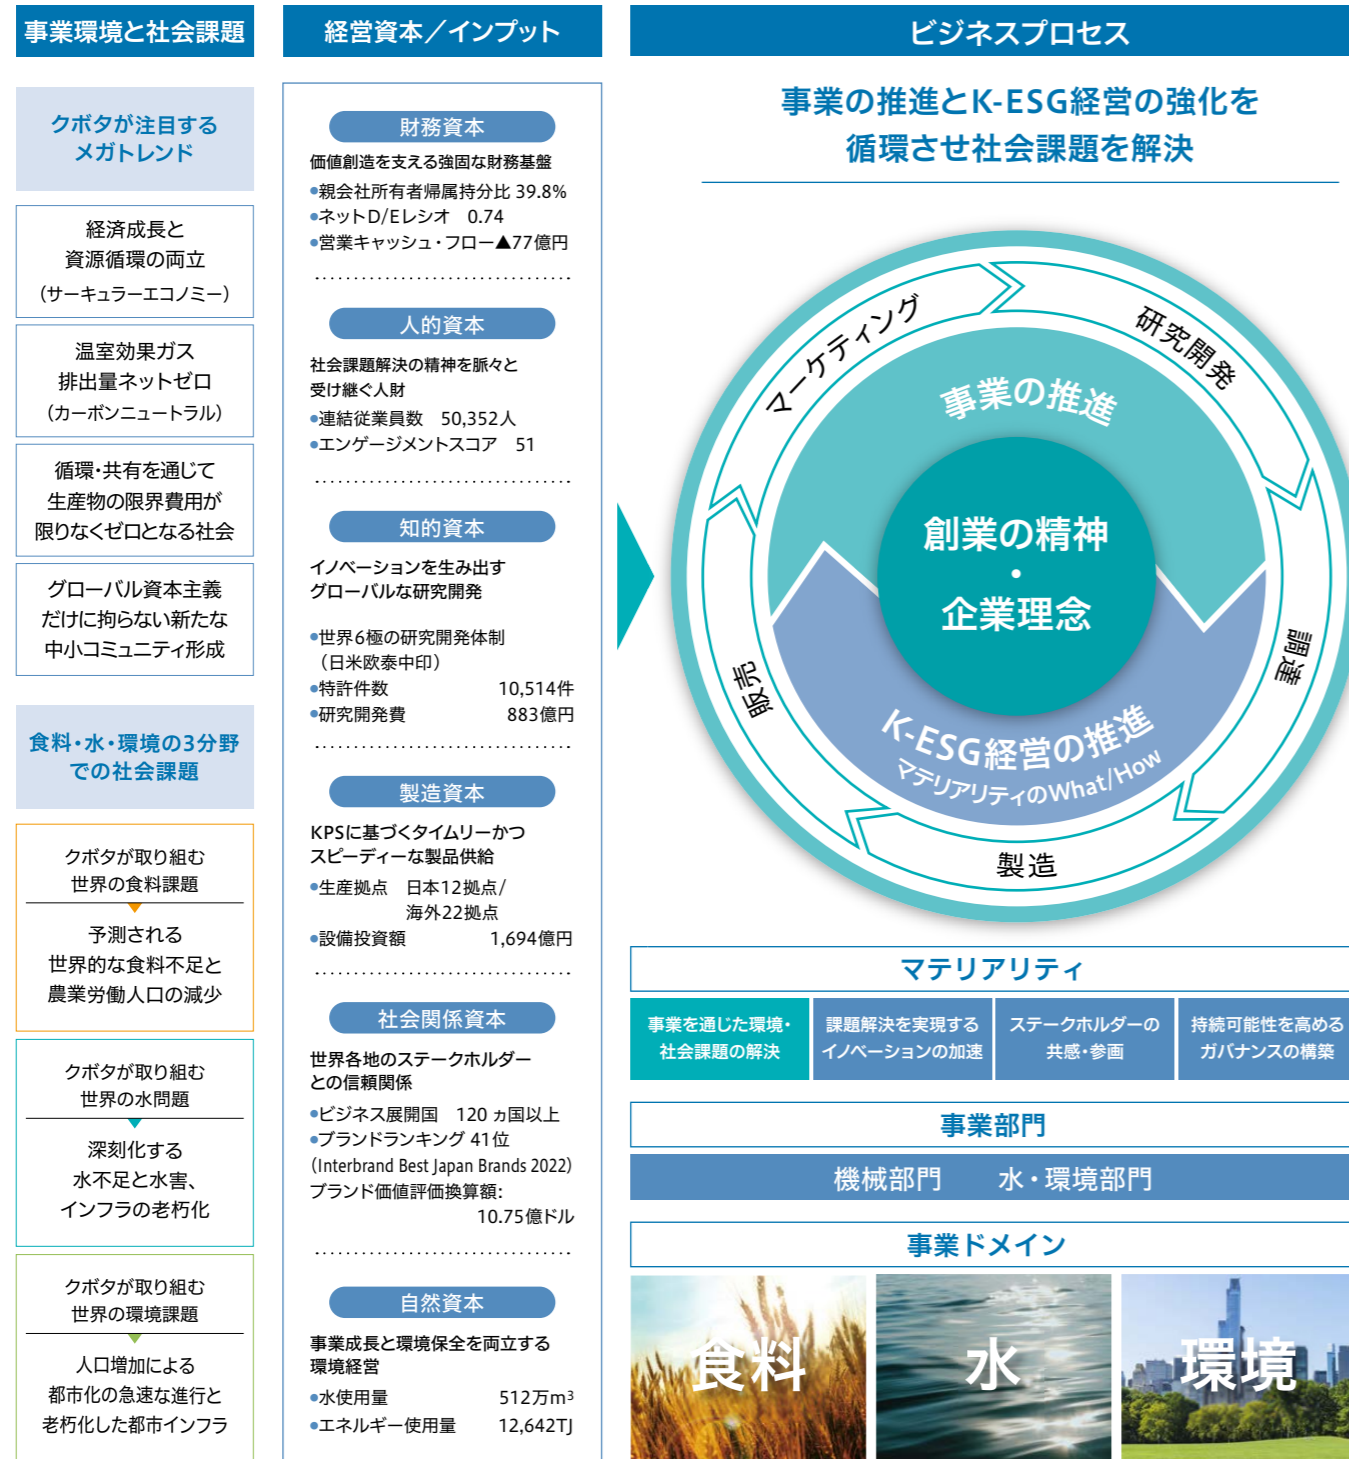 事業環境と社会課題
クボタが注目する
メガトレンド
経済成長と
資源循環の両立
（サーキュラーエコノミー）
温室効果ガス
排出量ネットゼロ
（カーボンニュートラル）
循環・共有を通じて
生産物の限界費用が
限りなくゼロとなる社会
グローバル資本主義
だけに拘らない新たな
中小コミュニティ形成
食料・水・環境の3分野
での社会課題
クボタが取り組む
世界の食料課題
予測される
世界的な食料不足と
農業労働人口の減少
クボタが取り組む
世界の水問題
深刻化する
水不足と水害、
インフラの老朽化
クボタが取り組む
世界の環境課題
人口増加による
都市化の急速な進行と
老朽化した都市インフラ
経営資本／インプット
財務資本
価値創造を支える強固な財務基盤
●親会社所有者帰属持分比 39.8%
●ネットD/Eレシオ 0.74
●営業キャッシュ・フロー▲77億円
人的資本
社会課題解決の精神を脈々と
受け継ぐ人財
●連結従業員数 50,352人
●エンゲージメントスコア 51
知的資本
イノベーションを生み出す
グローバルな研究開発
●世界6極の研究開発体制
（日米欧泰中印）
●特許件数 10,514件
●研究開発費 883億円
製造資本
KPSに基づくタイムリーかつ
スピーディーな製品供給
●生産拠点 日本12拠点/
海外22拠点
●設備投資額 1,694億円
社会関係資本
世界各地のステークホルダー
との信頼関係
●ビジネス展開国 120 ヵ国以上
●ブランドランキング 41位
（Interbrand Best Japan Brands 2022）
ブランド価値評価換算額：
10.75億ドル
自然資本
事業成長と環境保全を両立する
環境経営
●水使用量 512万m³
●エネルギー使用量 12,642TJ
ビジネスプロセス
事業の推進とK-ESG経営の強化を
循環させ社会課題を解決
マーケティング
研究開発
調達
製造
販売
事業の推進
創業の精神
・
企業理念
K-ESG経営の推進
マテリアリティのWhat/How
マテリアリティ
事業を通じた環境・
社会課題の解決
課題解決を実現する
イノベーションの加速
ステークホルダーの
共感・参画
持続可能性を高める
ガバナンスの構築
事業部門
機械部門 水・環境部門
事業ドメイン
食料
水
環境